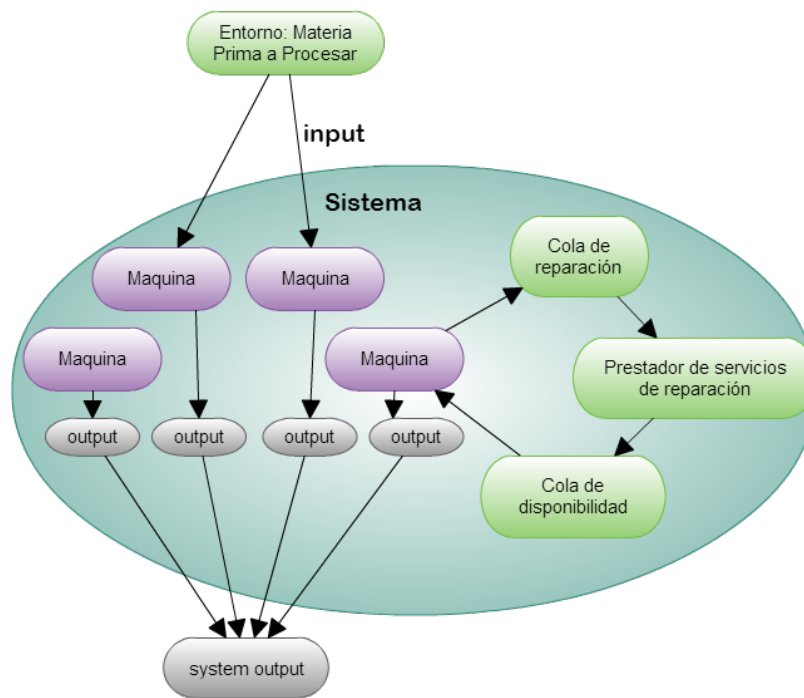 Entorno: Materia
Prima a Procesar
input
Sistema
Cola de
reparación
Maquina
Maquina
Maquina
Maquina
Prestador de servicios
de reparación
output
output
output
output
Cola de
disponibilidad
system output